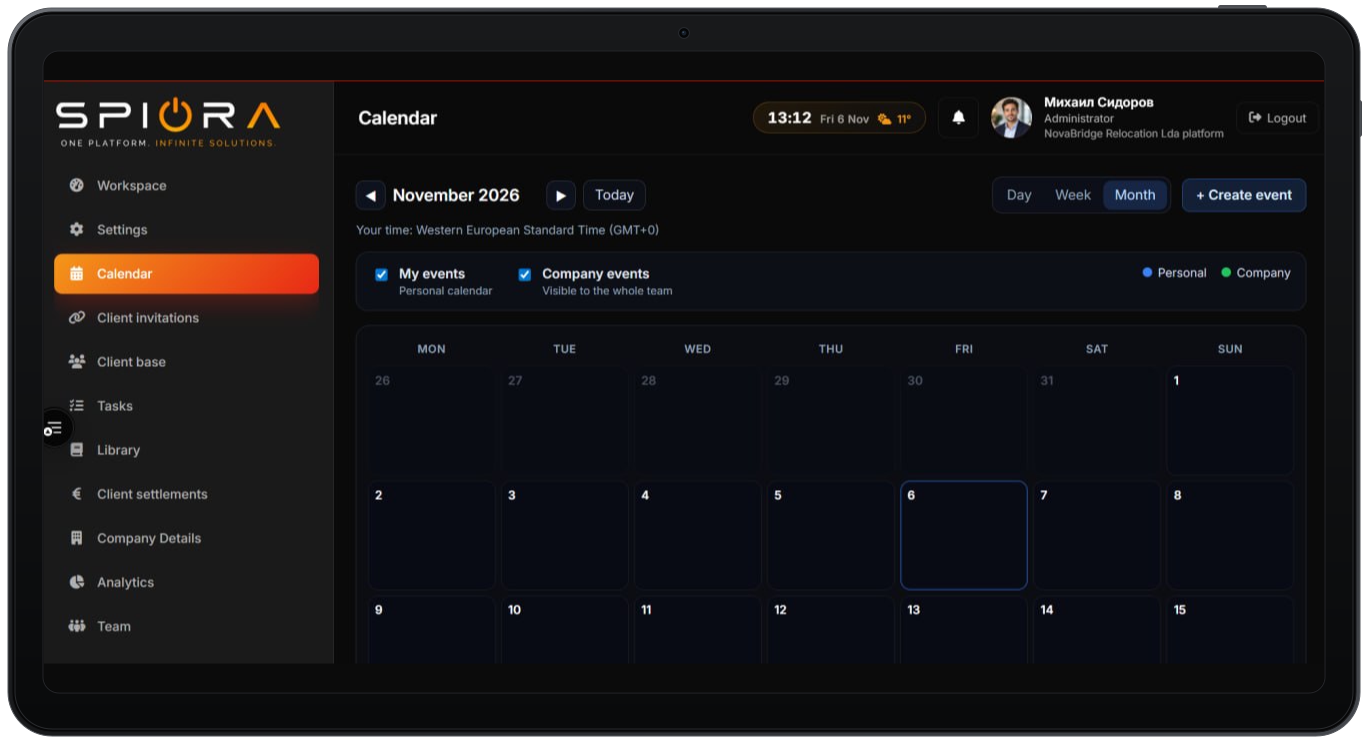 SPIORA
ONE PLATFORM. INFINITE SOLUTIONS.
Workspace
Settings
Calendar
Client invitations
Client base
Tasks
Library
Client settlements
Company Details
Analytics
Team
Calendar
13:12 Fri 6 Nov 11°
Михаил Сидоров
Administrator
NovaBridge Relocation Lda platform
Logout
◀ November 2026 ▶ Today
Day Week Month + Create event
Your time: Western European Standard Time (GMT+0)
My events
Personal calendar
Company events
Visible to the whole team
Personal Company
MON TUE WED THU FRI SAT SUN
26 27 28 29 30 31 1
2 3 4 5 6 7 8
9 10 11 12 13 14 15